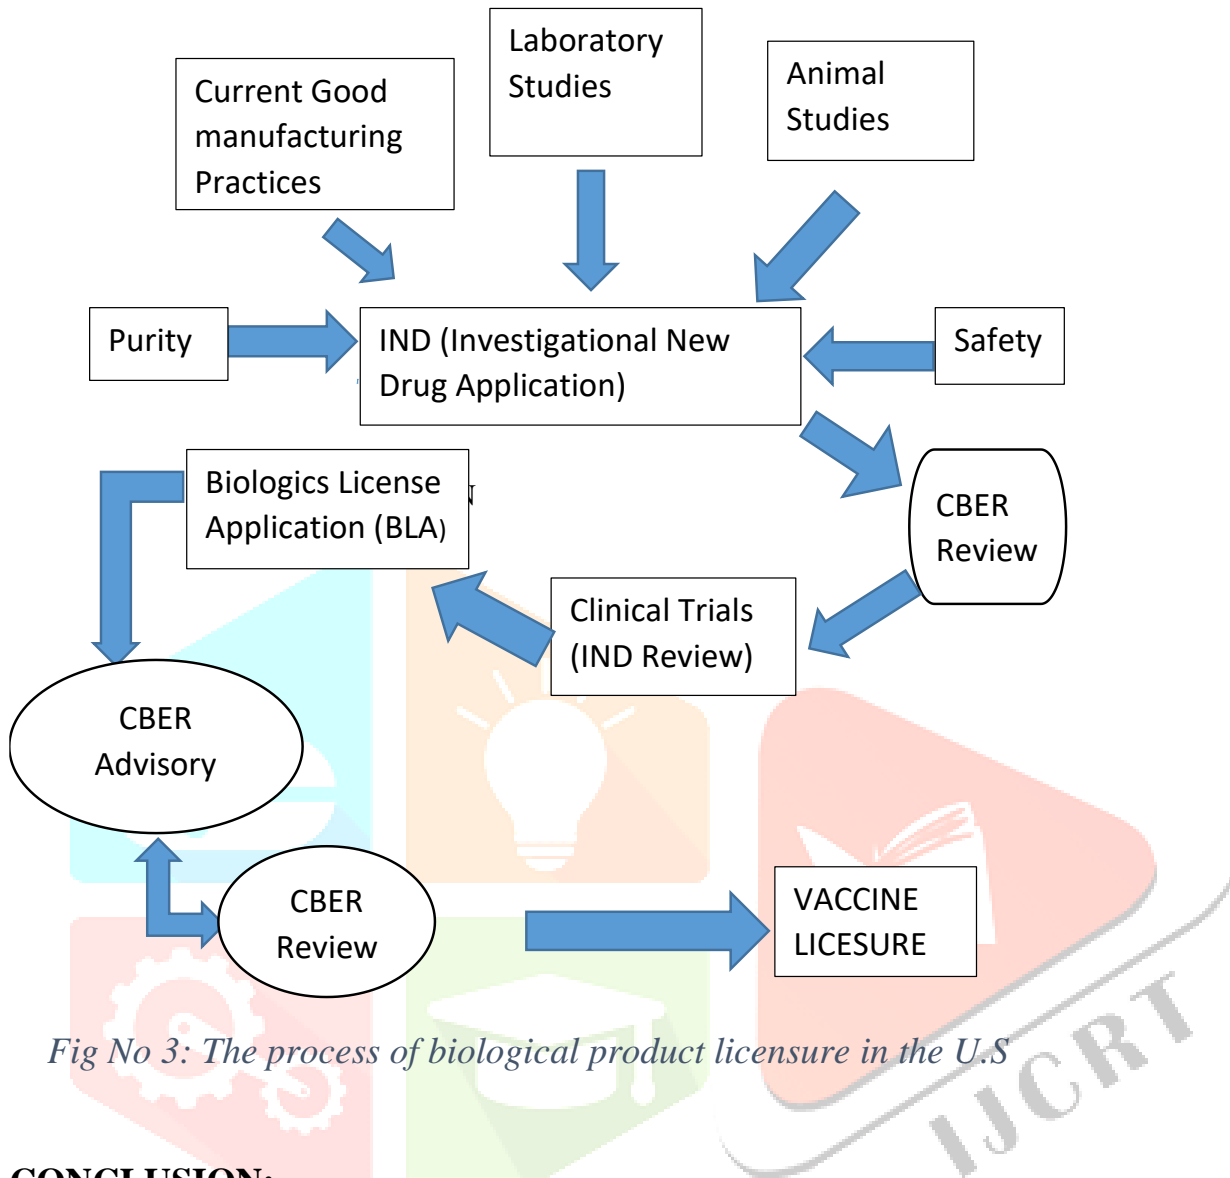 Laboratory
Studies
Current Good
manufacturing
Practices
Animal
Studies
Purity
IND (Investigational New
Drug Application)
Safety
Biologics License
Application (BLA)
N
CBER
Review
Clinical Trials
(IND Review)
CBER
Advisory
CBER
Review
VACCINE
LICESURE
Fig No 3: The process of biological product licensure in the U.S
IJCRT
CONCLUSION: